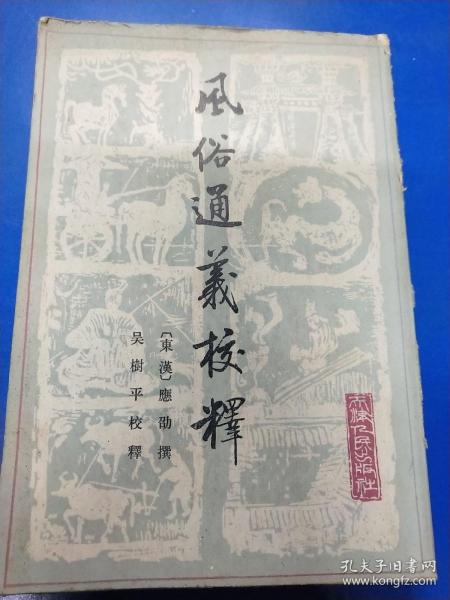 風俗通義校釋
〔東漢〕應劭撰
吴樹平校釋
天津人民出版社
孔夫子旧书网
www.kongfz.com